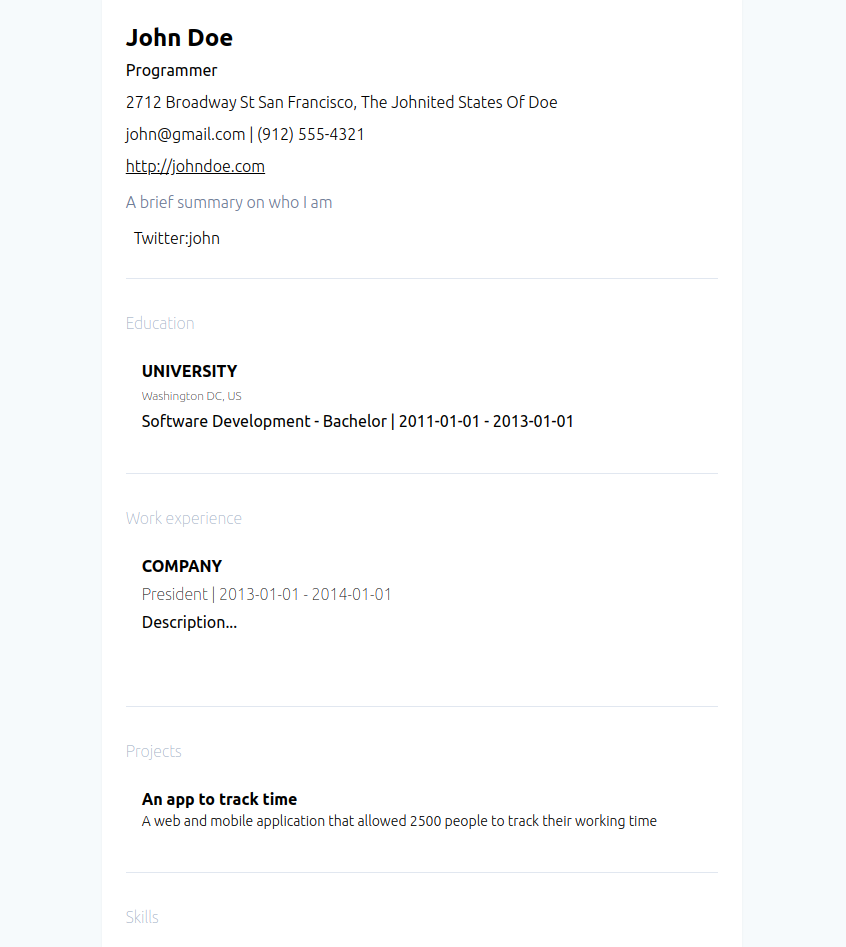 John Doe
Programmer
2712 Broadway St San Francisco, The Johnited States Of Doe
john@gmail.com | (912) 555-4321
http://johndoe.com
A brief summary on who I am
Twitter:john
Education
UNIVERSITY
Washington DC, US
Software Development - Bachelor | 2011-01-01 - 2013-01-01
Work experience
COMPANY
President | 2013-01-01 - 2014-01-01
Description...
Projects
An app to track time
A web and mobile application that allowed 2500 people to track their working time
Skills